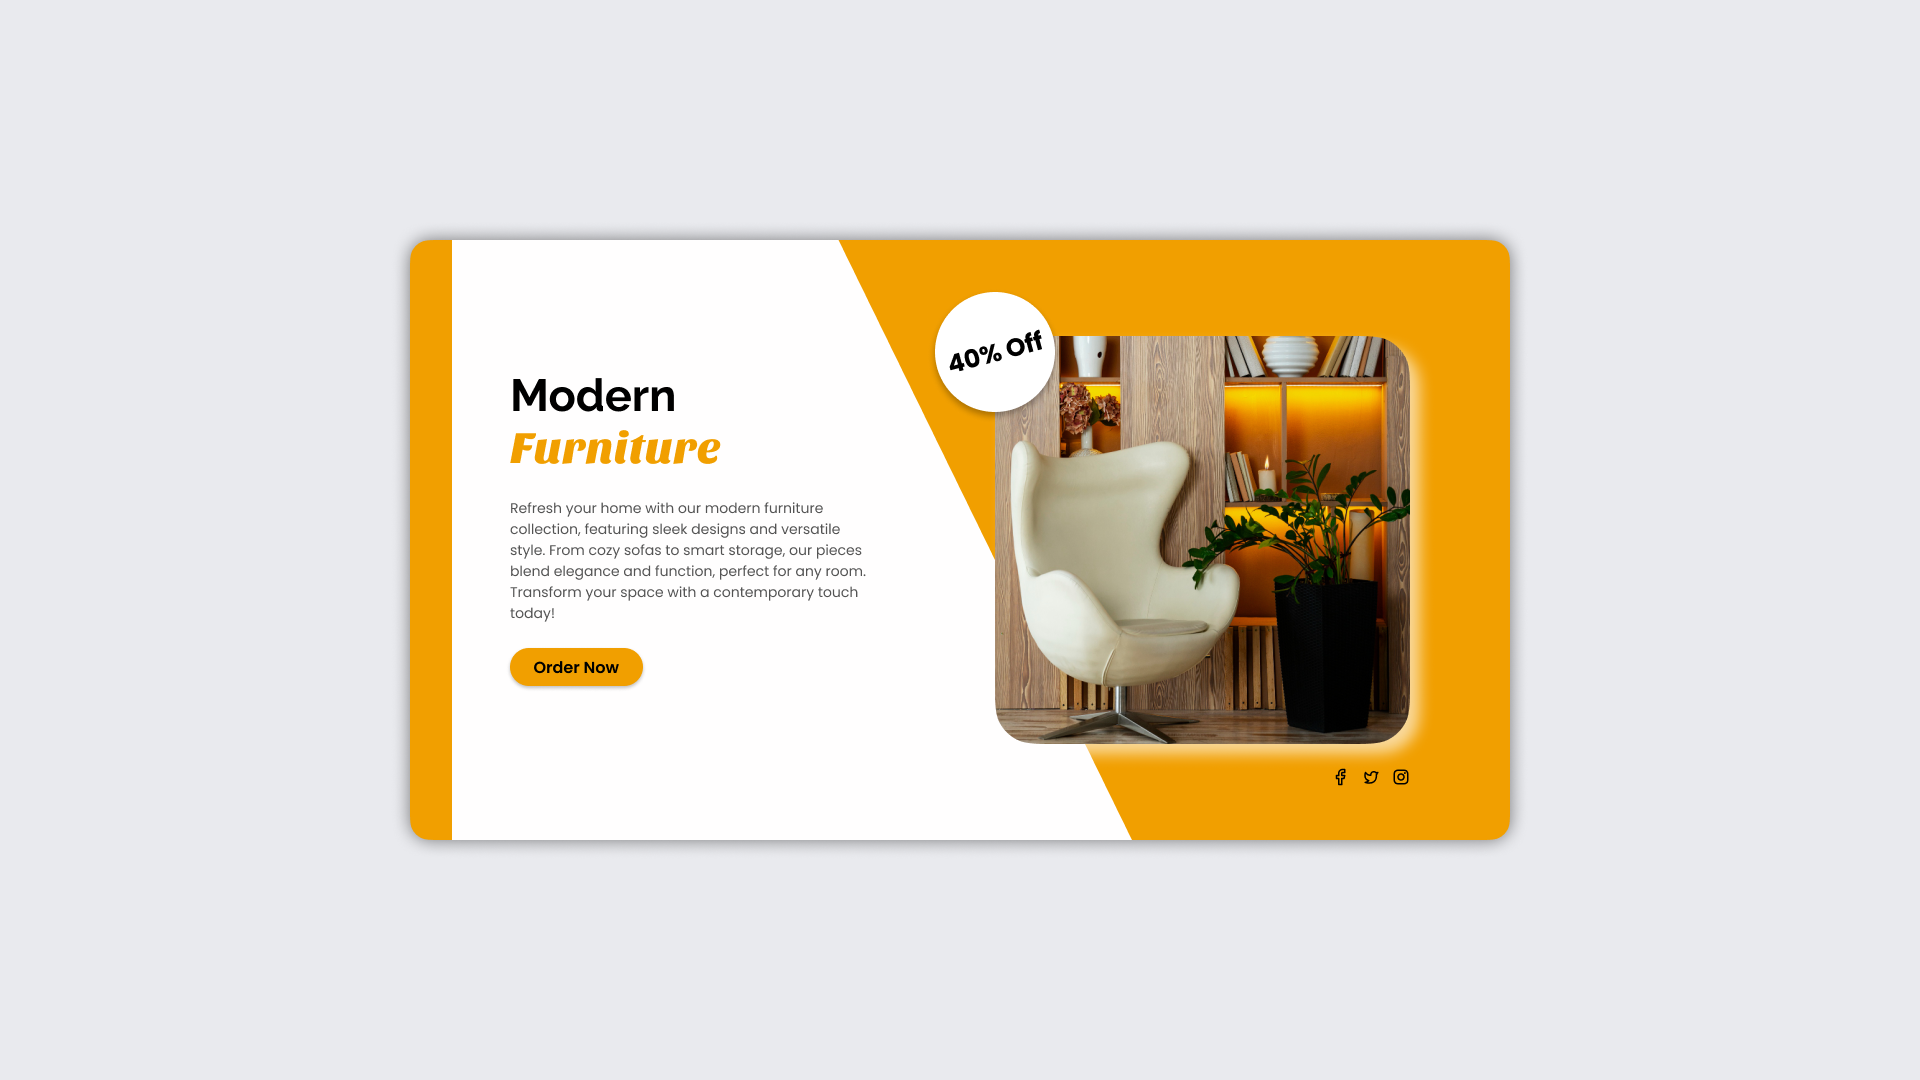 40% Off
Modern
Furniture
Refresh your home with our modern furniture
collection, featuring sleek designs and versatile
style. From cozy sofas to smart storage, our pieces
blend elegance and function, perfect for any room.
Transform your space with a contemporary touch
today!
Order Now